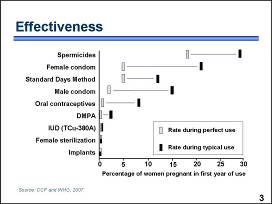 Effectiveness
Spermicides
Female condom
Standard Days Method
Male condom
Oral contraceptives
DMPA
IUD (TCu-380A)
Female sterilization
Implants
Rate during perfect use
Rate during typical use
0 5 10 15 20 25 30
Percentage of women pregnant in first year of use
Source: CCP and WHO, 2007.
3